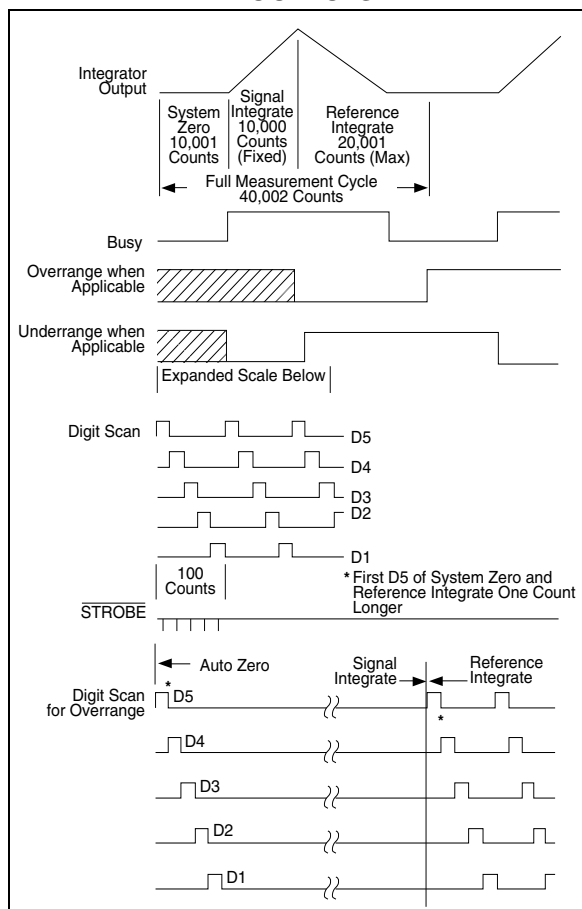 Integrator
Output
System
Zero
10,001
Counts
Signal
Integrate
10,000
Counts
(Fixed)
Reference
Integrate
20,001
Counts (Max)
Full Measurement Cycle
40,002 Counts
Busy
Overrange when
Applicable
Underrange when
Applicable
Expanded Scale Below
Digit Scan
D5
D4
D3
D2
D1
100
Counts
* First D5 of System Zero and
Reference Integrate One Count
Longer
STROBE
Auto Zero
Signal
Integrate
Reference
Integrate
Digit Scan
for Overrange
* D5
*
D4
D3
D2
D1